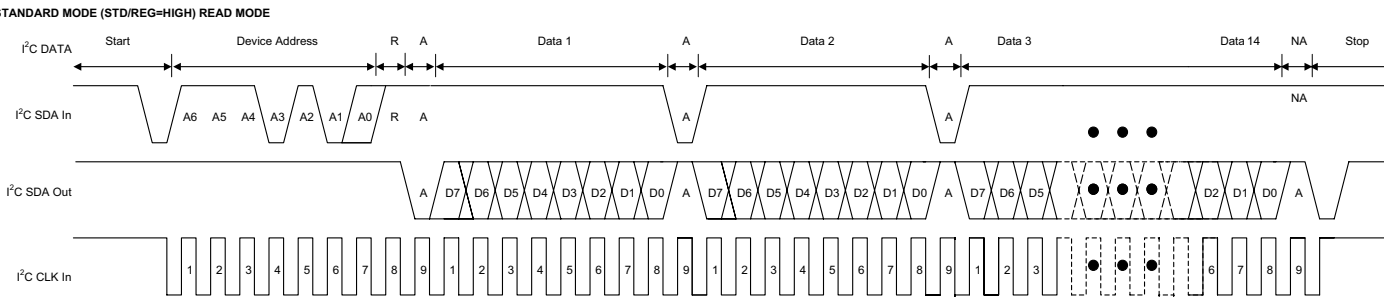 STANDARD MODE (STD/REG=HIGH) READ MODE
I²C DATA Start Device Address R A Data 1 A Data 2 A Data 3 Data 14 NA Stop
I²C SDA In A6 A5 A4 A3 A2 A1 A0 R A A A NA
I²C SDA Out A D7 D6 D5 D4 D3 D2 D1 D0 A D7 D6 D5 D4 D3 D2 D1 D0 A D7 D6 D5 D2 D1 D0 A
I²C CLK In 1 2 3 4 5 6 7 8 9 1 2 3 4 5 6 7 8 9 1 2 3 4 5 6 7 8 9 1 2 3 6 7 8 9